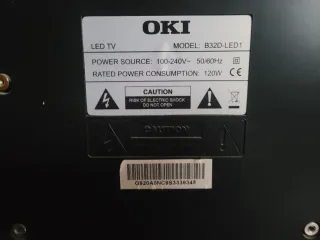 OKI
LED TV MODEL: B32D-LED1
POWER SOURCE: 100-240V~ 50/60Hz
RATED POWER CONSUMPTION: 120W
CAUTION
RISK OF ELECTRIC SHOCK
DO NOT OPEN
CAUTION